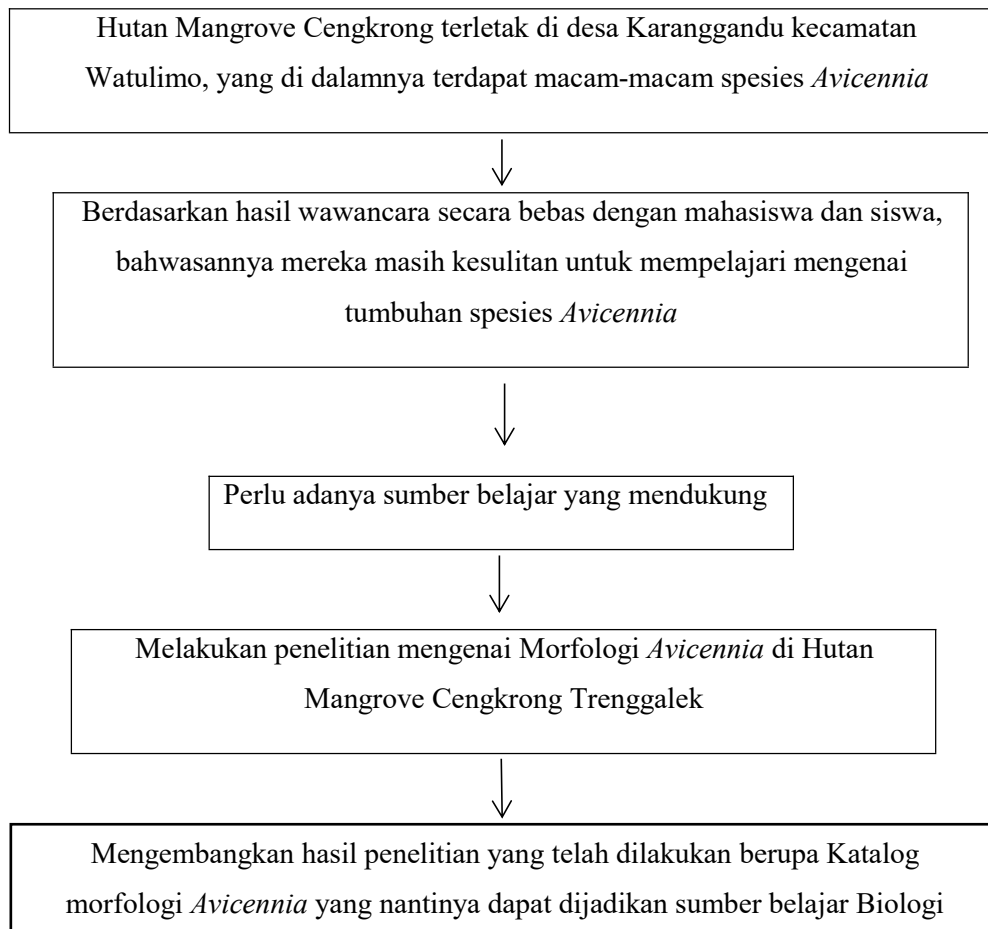 Hutan Mangrove Cengkrong terletak di desa Karanggandu kecamatan
Watulimo, yang di dalamnya terdapat macam-macam spesies Avicennia
Berdasarkan hasil wawancara secara bebas dengan mahasiswa dan siswa,
bahwasannya mereka masih kesulitan untuk mempelajari mengenai
tumbuhan spesies Avicennia
Perlu adanya sumber belajar yang mendukung
Melakukan penelitian mengenai Morfologi Avicennia di Hutan
Mangrove Cengkrong Trenggalek
Mengembangkan hasil penelitian yang telah dilakukan berupa Katalog
morfologi Avicennia yang nantinya dapat dijadikan sumber belajar Biologi